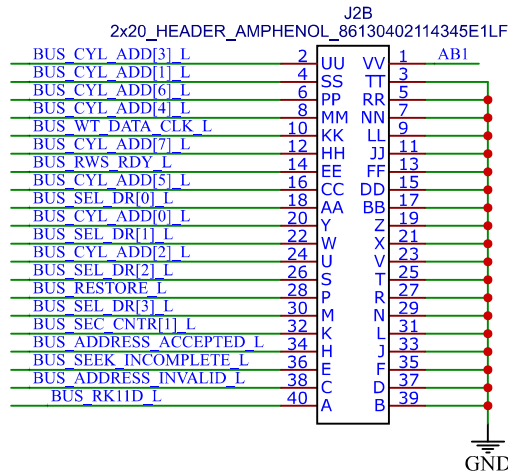 J2B
2x20_HEADER_AMPHENOL_86130402114345E1LF
BUS_CYL_ADD[3]_L 2 UU VV 1 AB1
BUS_CYL_ADD[1]_L 4 SS TT 3
BUS_CYL_ADD[6]_L 6 PP RR 5
BUS_CYL_ADD[4]_L 8 MM NN 7
BUS_WT_DATA_CLK_L 10 KK LL 9
BUS_CYL_ADD[7]_L 12 HH JJ 11
BUS_RWS_RDY_L 14 EE FF 13
BUS_CYL_ADD[5]_L 16 CC DD 15
BUS_SEL_DR[0]_L 18 AA BB 17
BUS_CYL_ADD[0]_L 20 Y Z 19
BUS_SEL_DR[1]_L 22 W X 21
BUS_CYL_ADD[2]_L 24 U V 23
BUS_SEL_DR[2]_L 26 S T 25
BUS_RESTORE_L 28 P R 27
BUS_SEL_DR[3]_L 30 M N 29
BUS_SEC_CNTR[1]_L 32 K L 31
BUS_ADDRESS_ACCEPTED_L 34 H J 33
BUS_SEEK_INCOMPLETE_L 36 E F 35
BUS_ADDRESS_INVALID_L 38 C D 37
BUS_RK11D_L 40 A B 39
GND